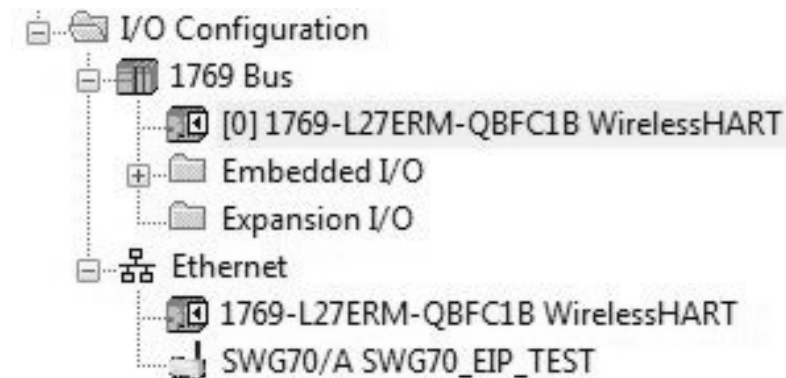 I/O Configuration
1769 Bus
[0] 1769-L27ERM-QBFC1B WirelessHART
Embedded I/O
Expansion I/O
Ethernet
1769-L27ERM-QBFC1B WirelessHART
SWG70/A SWG70_EIP_TEST